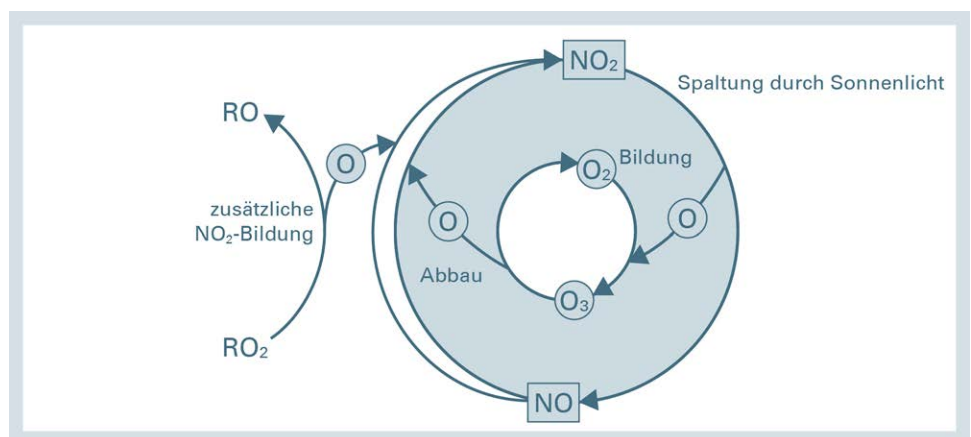 NO₂
Spaltung durch Sonnenlicht
RO
O
O₂
Bildung
zusätzliche
NO₂-Bildung
O
O
Abbau
O₃
RO₂
NO